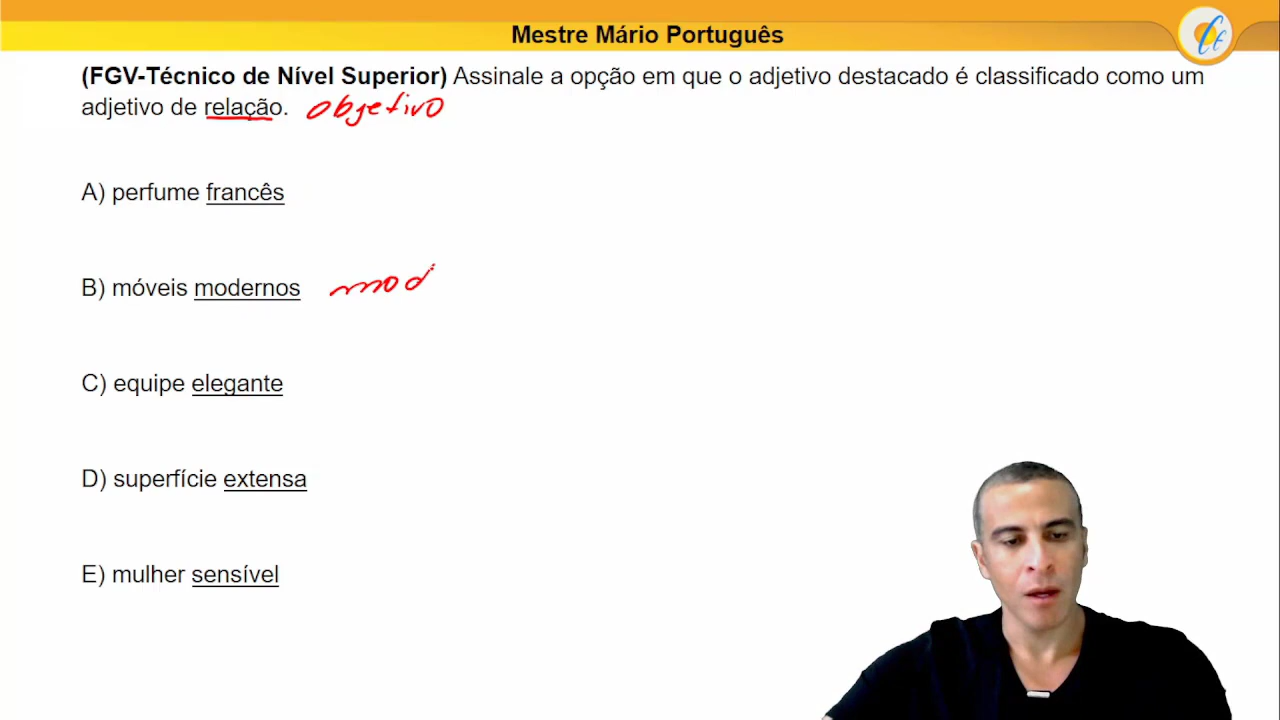 Mestre Mário Português
(FGV-Técnico de Nível Superior) Assinale a opção em que o adjetivo destacado é classificado como um
adjetivo de relação. objetivo
A) perfume francês
B) móveis modernos mod
C) equipe elegante
D) superfície extensa
E) mulher sensível